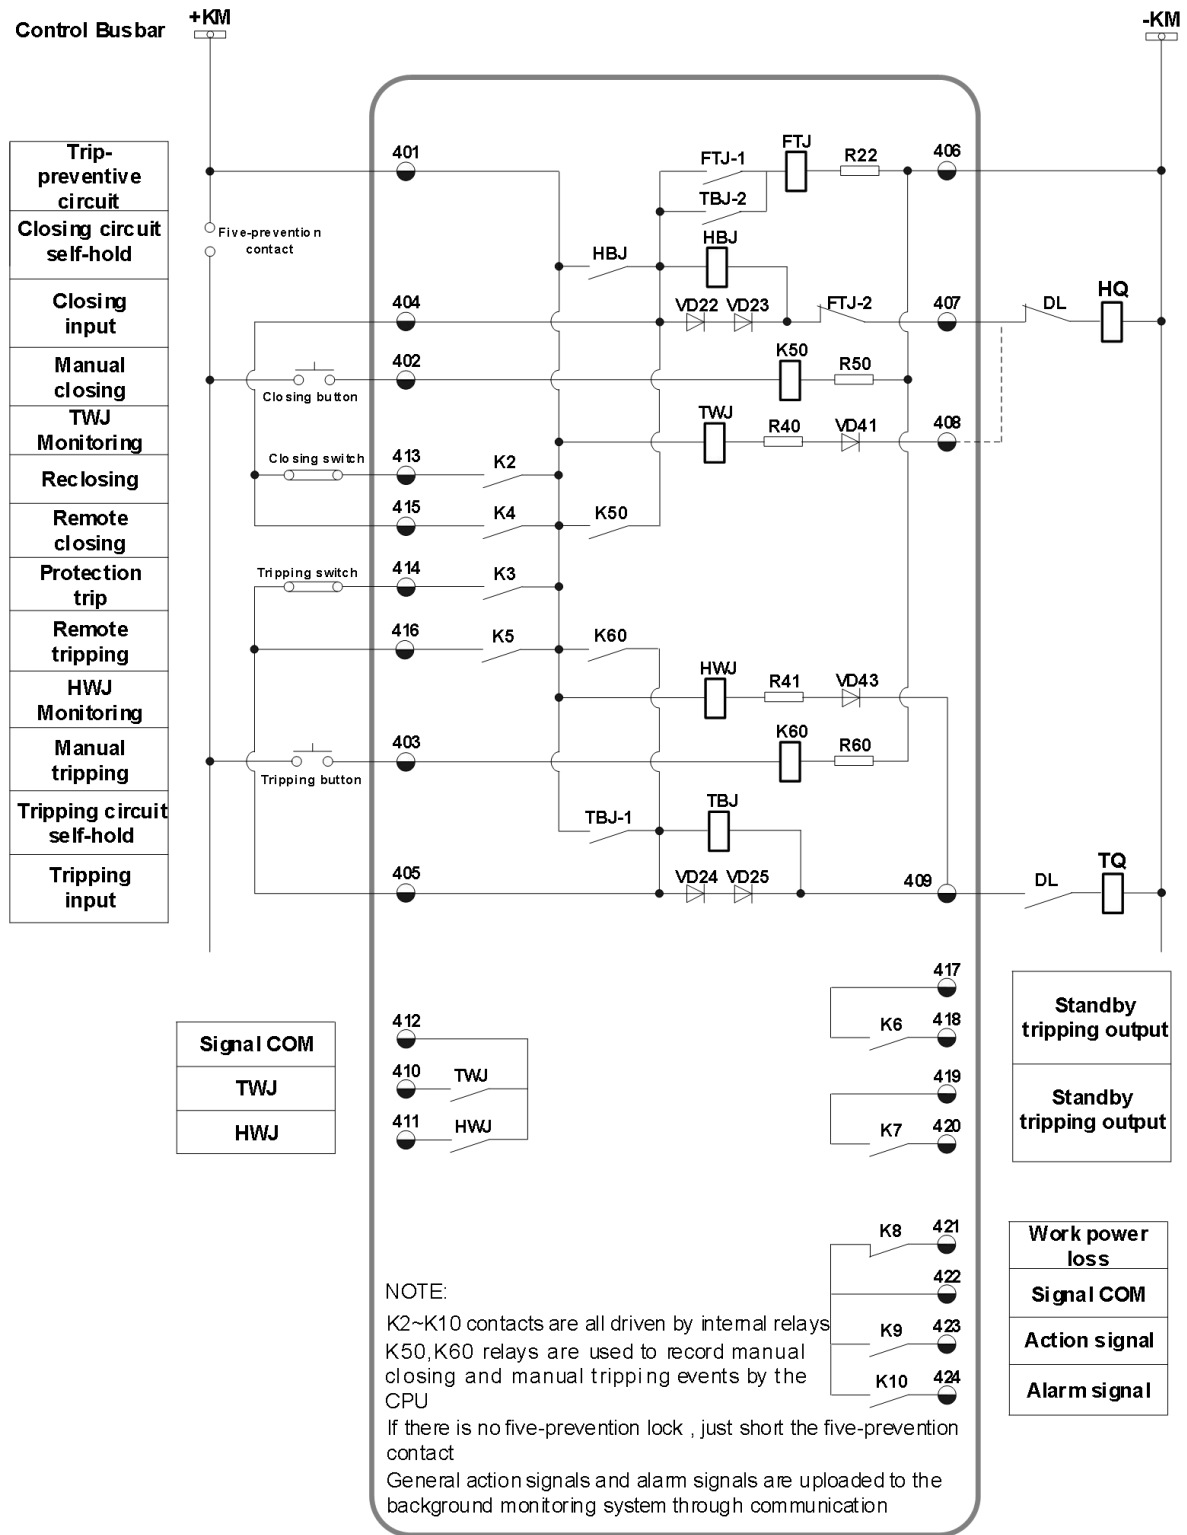 Control Busbar
+KM
-KM
Trip-
preventive
circuit
Closing circuit
self-hold
Closing
input
Manual
closing
TWJ
Monitoring
Reclosing
Remote
closing
Protection
trip
Remote
tripping
HWJ
Monitoring
Manual
tripping
Tripping circuit
self-hold
Tripping
input
Five-prevention
contact
401
FTJ-1
FTJ
R22
406
TBJ-2
HBJ
HBJ
404
VD22
VD23
FTJ-2
407
DL
HQ
402
Closing button
K50
R50
TWJ
R40
VD41
408
Closing switch
413
K2
415
K4
K50
Tripping switch
414
K3
416
K5
K60
HWJ
R41
VD43
403
Tripping button
K60
R60
TBJ-1
TBJ
405
VD24
VD25
409
DL
TQ
417
K6
418
Standby
tripping output
419
K7
420
Standby
tripping output
Signal COM
TWJ
HWJ
412
410
TWJ
411
HWJ
K8
421
422
K9
423
K10
424
Work power
loss
Signal COM
Action signal
Alarm signal
NOTE:
K2~K10 contacts are all driven by internal relays
K50,K60 relays are used to record manual
closing and manual tripping events by the
CPU
If there is no five-prevention lock , just short the five-prevention
contact
General action signals and alarm signals are uploaded to the
background monitoring system through communication